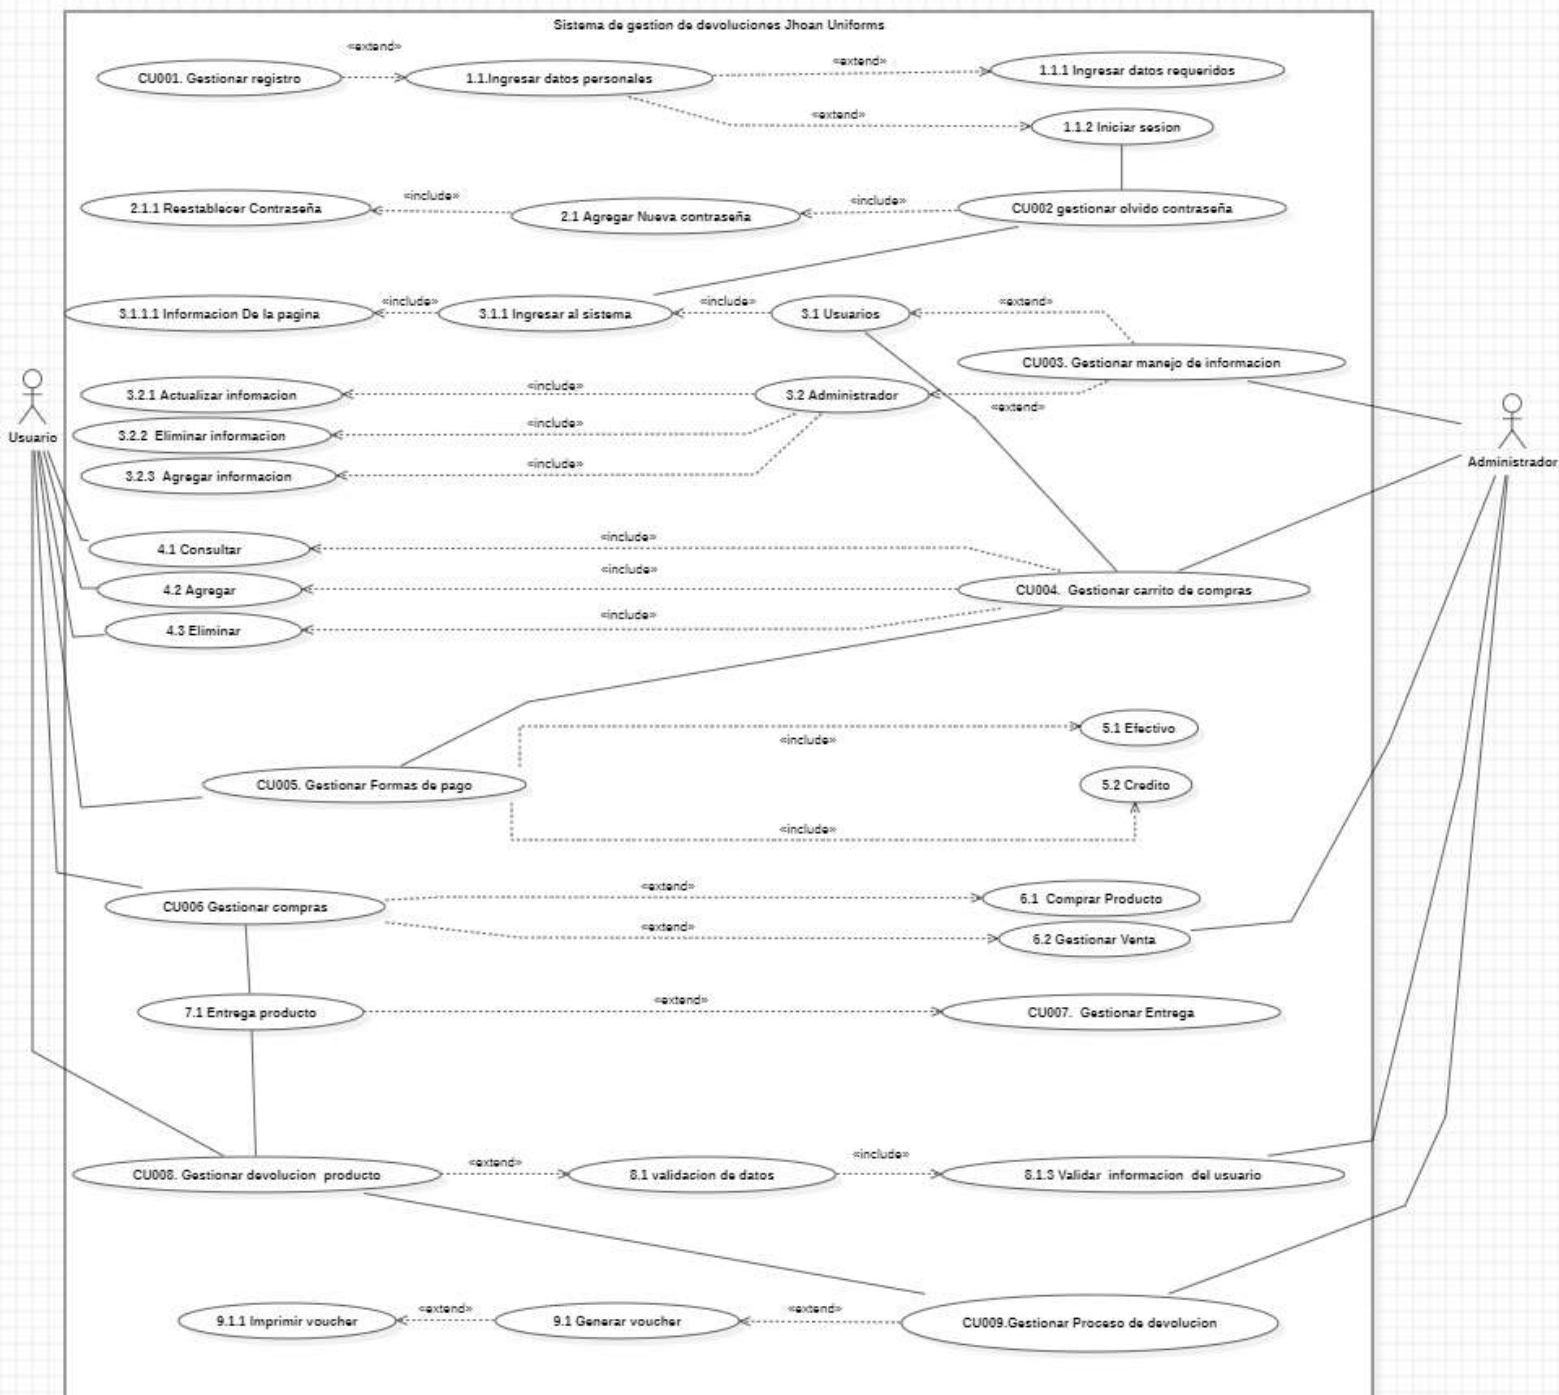 Sistema de gestion de devoluciones Jhoan Uniforms
«extend»
CU001. Gestionar registro
1.1.Ingresar datos personales
«extend»
1.1.1 Ingresar datos requeridos
«extend»
1.1.2 Iniciar sesion
2.1.1 Reestablecer Contraseña
«include»
2.1 Agregar Nueva contraseña
«include»
CU002 gestionar olvido contraseña
3.1.1.1 Informacion De la pagina
«include»
3.1.1 Ingresar al sistema
«include»
3.1 Usuarios
«extend»
CU003. Gestionar manejo de informacion
3.2.1 Actualizar infomacion
«include»
3.2 Administrador
«extend»
Usuario
3.2.2 Eliminar informacion
«include»
Administrador
3.2.3 Agregar informacion
«include»
4.1 Consultar
«include»
4.2 Agregar
«include»
CU004. Gestionar carrito de compras
4.3 Eliminar
«include»
5.1 Efectivo
«include»
CU005. Gestionar Formas de pago
5.2 Credito
«include»
CU006 Gestionar compras
«extend»
6.1 Comprar Producto
«extend»
6.2 Gestionar Venta
7.1 Entrega producto
«extend»
CU007. Gestionar Entrega
CU008. Gestionar devolucion producto
«extend»
8.1 validacion de datos
«include»
8.1.3 Validar informacion del usuario
9.1.1 Imprimir voucher
«extend»
9.1 Generar voucher
«extend»
CU009.Gestionar Proceso de devolucion